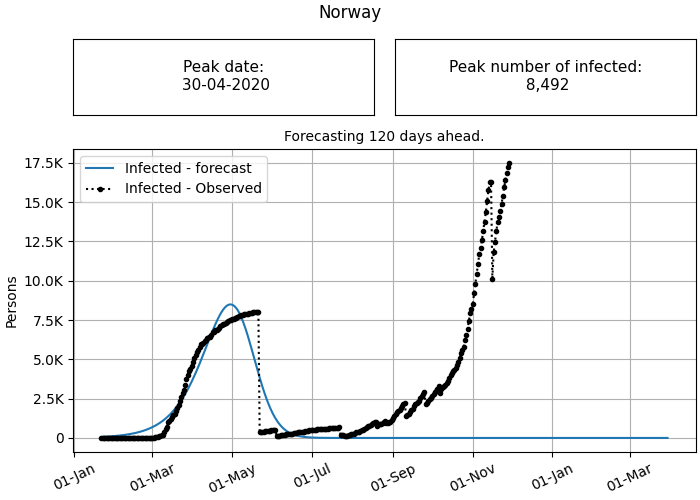 Norway
Peak date:
30-04-2020
Peak number of infected:
8,492
Forecasting 120 days ahead.
Infected - forecast
Infected - Observed
Persons
17.5K
15.0K
12.5K
10.0K
7.5K
5.0K
2.5K
0
01-Jan
01-Mar
01-May
01-Jul
01-Sep
01-Nov
01-Jan
01-Mar